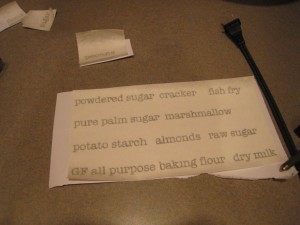 powdered sugar cracker fish fry
pure palm sugar marshmallow
potato starch almonds raw sugar
GF all purpose baking flour dry milk